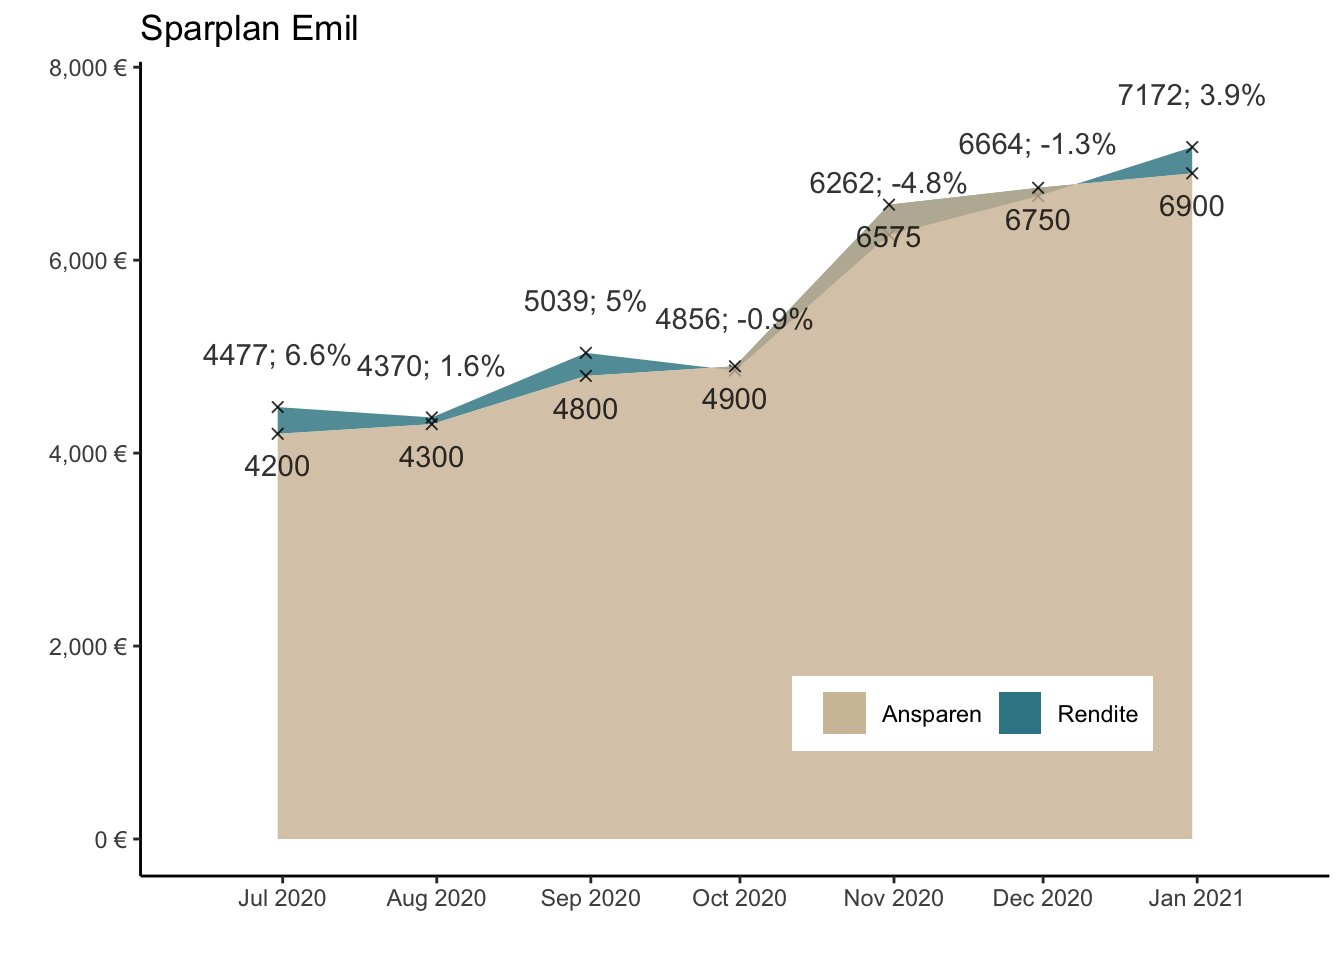 Sparplan Emil
8,000 €
6,000 €
4,000 €
2,000 €
0 €
7172; 3.9%
6664; -1.3%
6262; -4.8%
6900
6750
6575
5039; 5%
4856; -0.9%
4477; 6.6%
4370; 1.6%
4900
4800
4300
4200
Ansparen
Rendite
Jul 2020
Aug 2020
Sep 2020
Oct 2020
Nov 2020
Dec 2020
Jan 2021